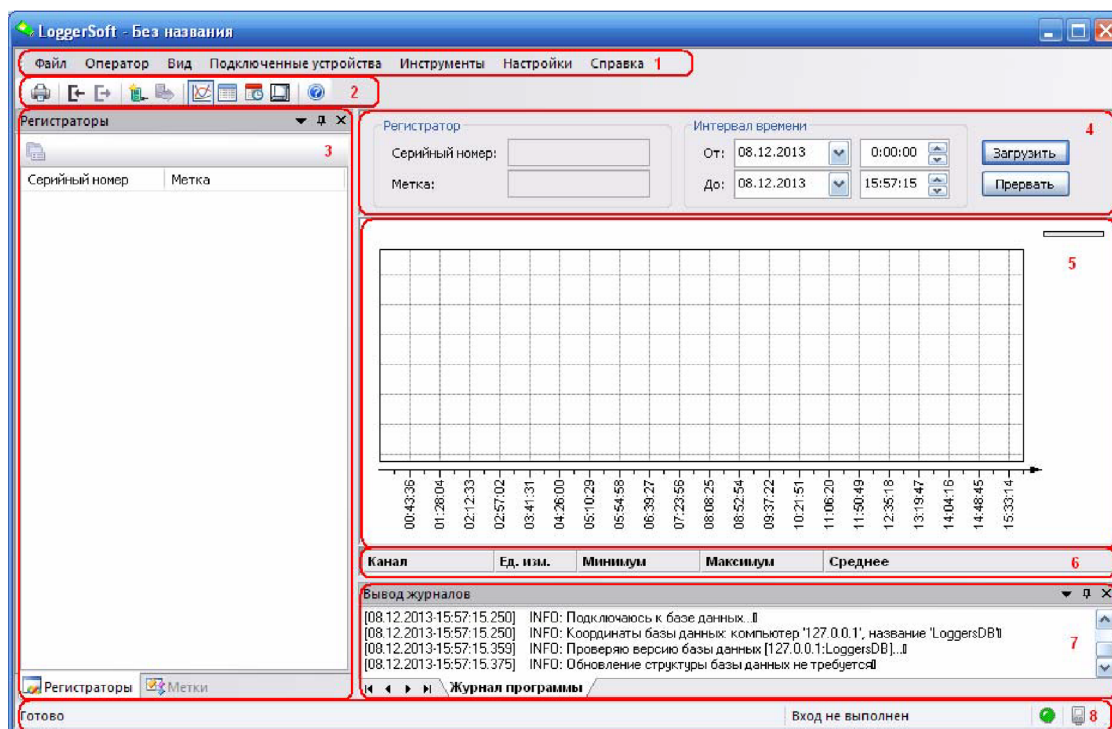 LoggerSoft - Без названия
Файл Оператор Вид Подключенные устройства Инструменты Настройки Справка 1
2
Регистраторы
3
Серийный номер Метка
Регистратор
Серийный номер:
Метка:
Интервал времени 4
От: 08.12.2013 0:00:00 Загрузить
До: 08.12.2013 15:57:15 Прервать
5
00:43:36 01:28:04 02:12:33 02:57:02 03:41:31 04:26:00 05:10:29 05:54:58 06:39:27 07:23:56 08:08:25 08:52:54 09:37:22 10:21:51 11:06:20 11:50:49 12:35:18 13:19:47 14:04:16 14:48:45 15:33:14
Канал Ед. изм. Минимум Максимум Среднее 6
Вывод журналов
[08.12.2013-15:57:15.250] INFO: Подключаюсь к базе данных...
[08.12.2013-15:57:15.250] INFO: Координаты базы данных: компьютер '127.0.0.1', название 'LoggersDB'
[08.12.2013-15:57:15.359] INFO: Проверяю версию базы данных [127.0.0.1:LoggersDB]...
[08.12.2013-15:57:15.375] INFO: Обновление структуры базы данных не требуется
7
Журнал программы
Регистраторы Метки
Готово Вход не выполнен 8